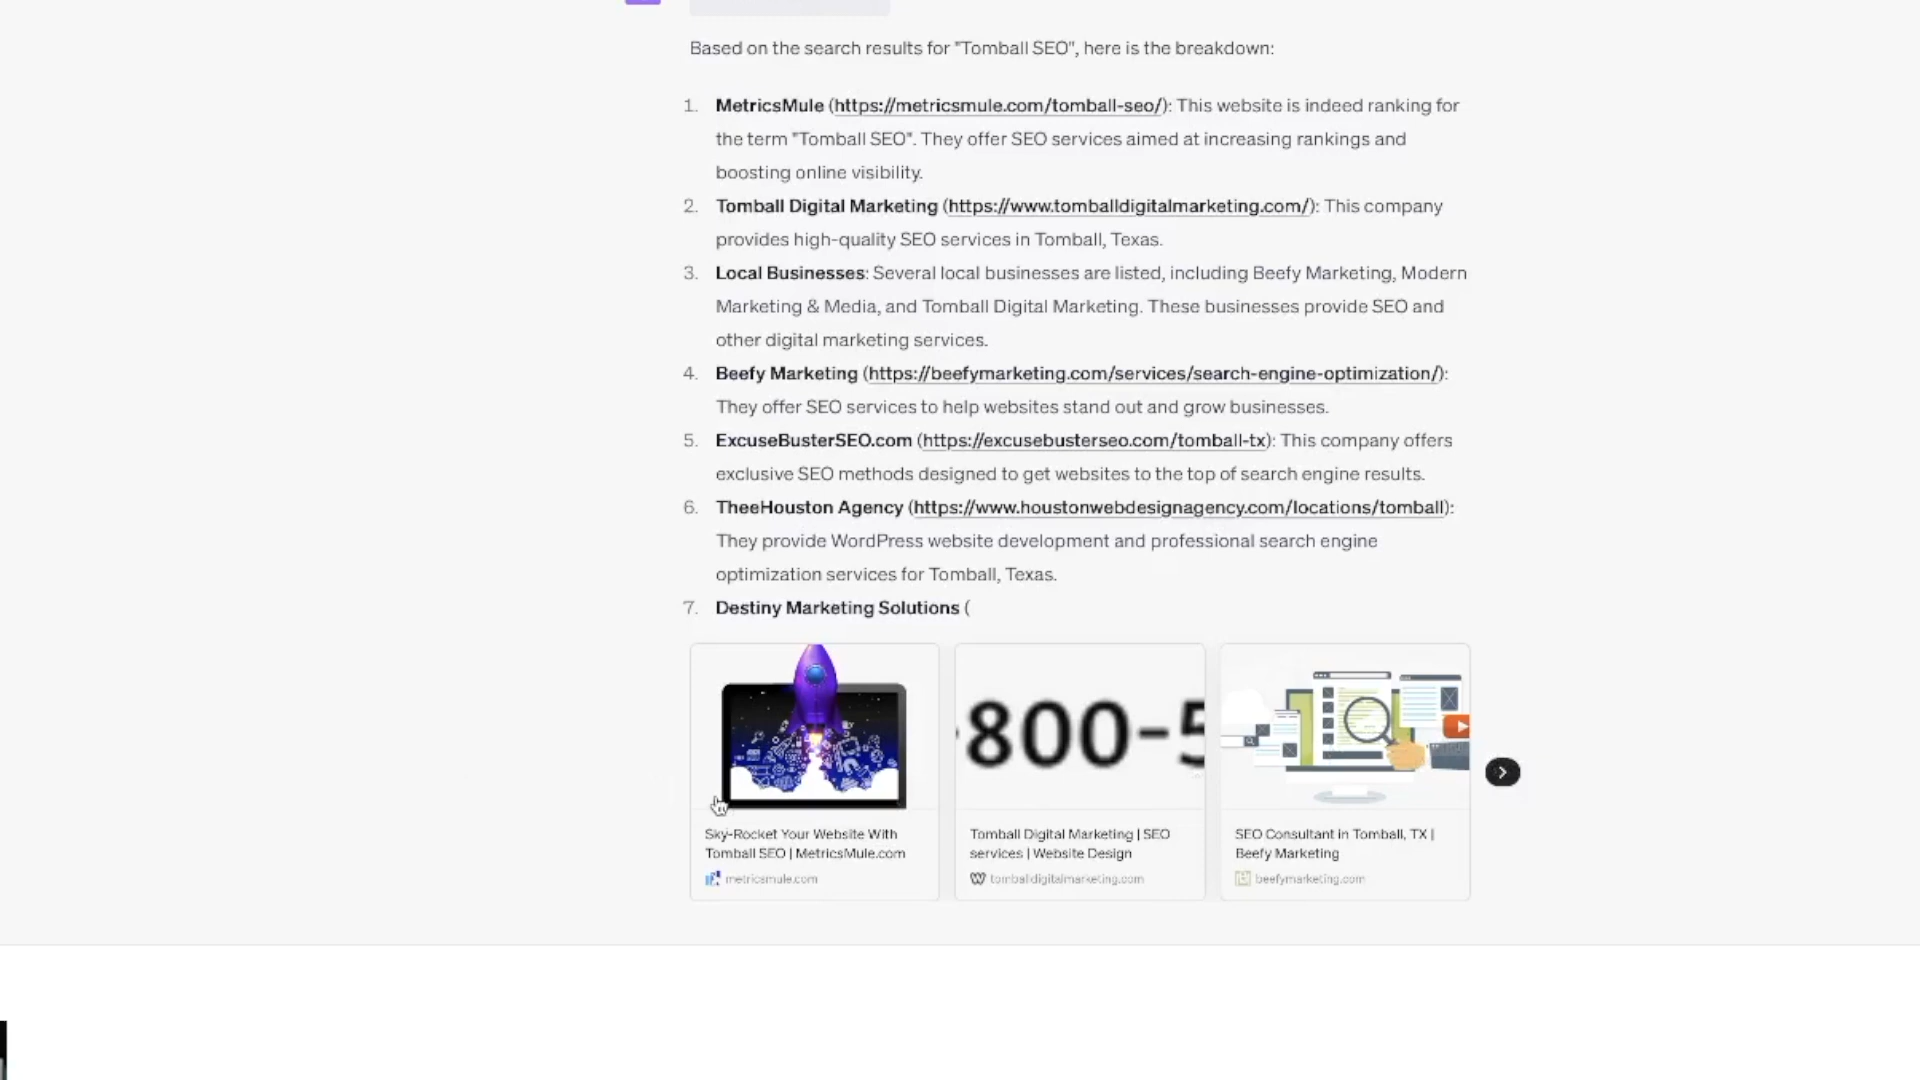 Based on the search results for "Tomball SEO", here is the breakdown:
1. MetricsMule (https://metricsmule.com/tomball-seo/): This website is indeed ranking for
the term "Tomball SEO". They offer SEO services aimed at increasing rankings and
boosting online visibility.
2. Tomball Digital Marketing (https://www.tomballdigitalmarketing.com/): This company
provides high-quality SEO services in Tomball, Texas.
3. Local Businesses: Several local businesses are listed, including Beefy Marketing, Modern
Marketing & Media, and Tomball Digital Marketing. These businesses provide SEO and
other digital marketing services.
4. Beefy Marketing (https://beefymarketing.com/services/search-engine-optimization/):
They offer SEO services to help websites stand out and grow businesses.
5. ExcuseBusterSEO.com (https://excusebusterseo.com/tomball-tx): This company offers
exclusive SEO methods designed to get websites to the top of search engine results.
6. TheeHouston Agency (https://www.houstonwebdesignagency.com/locations/tomball):
They provide WordPress website development and professional search engine
optimization services for Tomball, Texas.
7. Destiny Marketing Solutions (
-800-5
Sky-Rocket Your Website With
Tomball SEO | MetricsMule.com
metricsmule.com
Tomball Digital Marketing | SEO
services | Website Design
tomballdigitalmarketing.com
SEO Consultant in Tomball, TX |
Beefy Marketing
beefymarketing.com